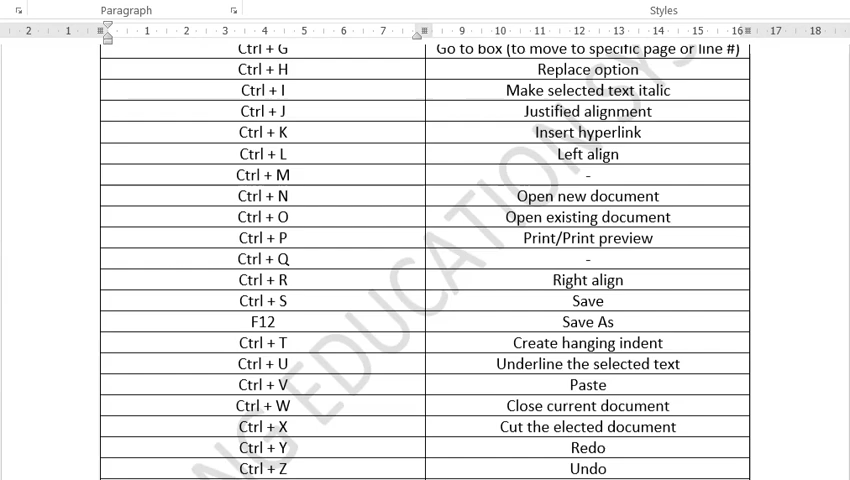 Paragraph Styles
2 1 1 2 3 4 5 6 7 9 10 11 12 13 14 15 16 17 18
Ctrl + G Go to box (to move to specific page or line #)
Ctrl + H Replace option
Ctrl + I Make selected text italic
Ctrl + J Justified alignment
Ctrl + K Insert hyperlink
Ctrl + L Left align
Ctrl + M -
Ctrl + N Open new document
Ctrl + O Open existing document
Ctrl + P Print/Print preview
Ctrl + Q -
Ctrl + R Right align
Ctrl + S Save
F12 Save As
Ctrl + T Create hanging indent
Ctrl + U Underline the selected text
Ctrl + V Paste
Ctrl + W Close current document
Ctrl + X Cut the elected document
Ctrl + Y Redo
Ctrl + Z Undo
EDUCATION